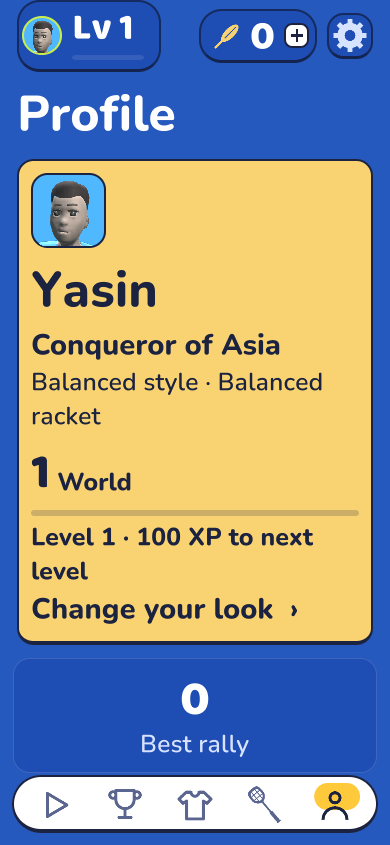 Lv 1
0
Profile
Yasin
Conqueror of Asia
Balanced style · Balanced
racket
1 World
Level 1 · 100 XP to next
level
Change your look ›
0
Best rally